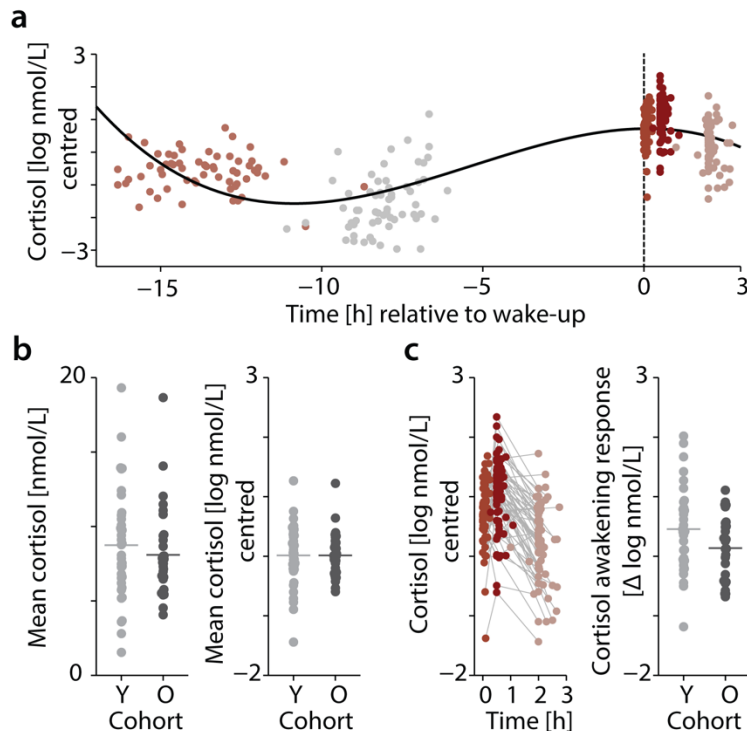 a
Cortisol [log nmol/L]
centred
3
−3
−15
−10
−5
0
3
Time [h] relative to wake-up
b
Mean cortisol [nmol/L]
20
0
Y
O
Cohort
Mean cortisol [log nmol/L]
centred
3
−2
Y
O
Cohort
c
Cortisol [log nmol/L]
centred
3
−2
0
1
2
3
Time [h]
Cortisol awakening response
[Δ log nmol/L]
3
−2
Y
O
Cohort